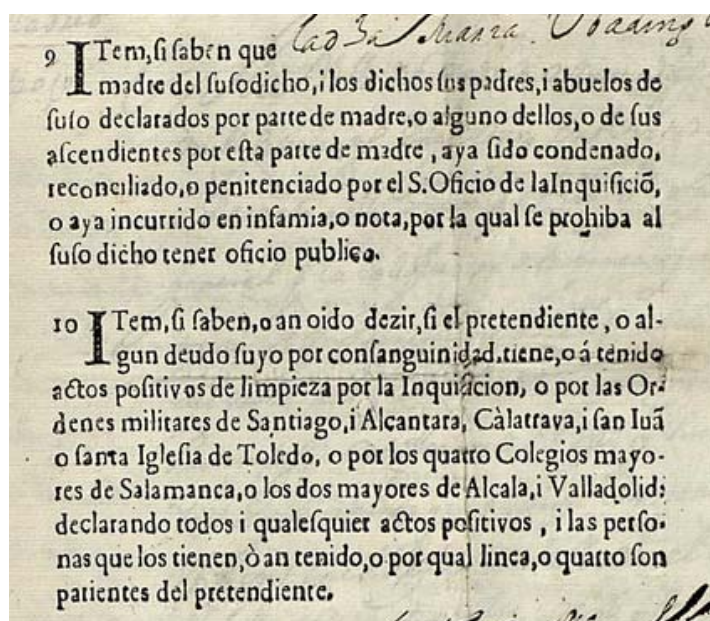 9 ITem, si saben que
madre del susodicho, i los dichos sus padres, i abuelos de
suso declarados por parte de madre, o alguno dellos, o de sus
ascendientes por esta parte de madre, aya sido condenado,
reconciliado, o penitenciado por el S. Oficio de la Inquisiciõ,
o aya incurrido en infamia, o nota, por la qual se prohiba al
suso dicho tener oficio publico.
10 ITem, si saben, o an oido dezir, si el pretendiente, o al-
gun deudo suyo por consanguinidad, tiene, o á tenido
actos positivos de limpieza por la Inquisicion, o por las Or-
denes militares de Santiago, i Alcantara, Càlatrava, i san Iuã
o santa Iglesia de Toledo, o por los quatro Colegios mayo-
res de Salamanca, o los dos mayores de Alcala, i Valladolid:
declarando todos i qualesquier actos positivos, i las perso-
nas que los tienen, ò an tenido, o por qual linea, o quarto son
parientes del pretendiente.